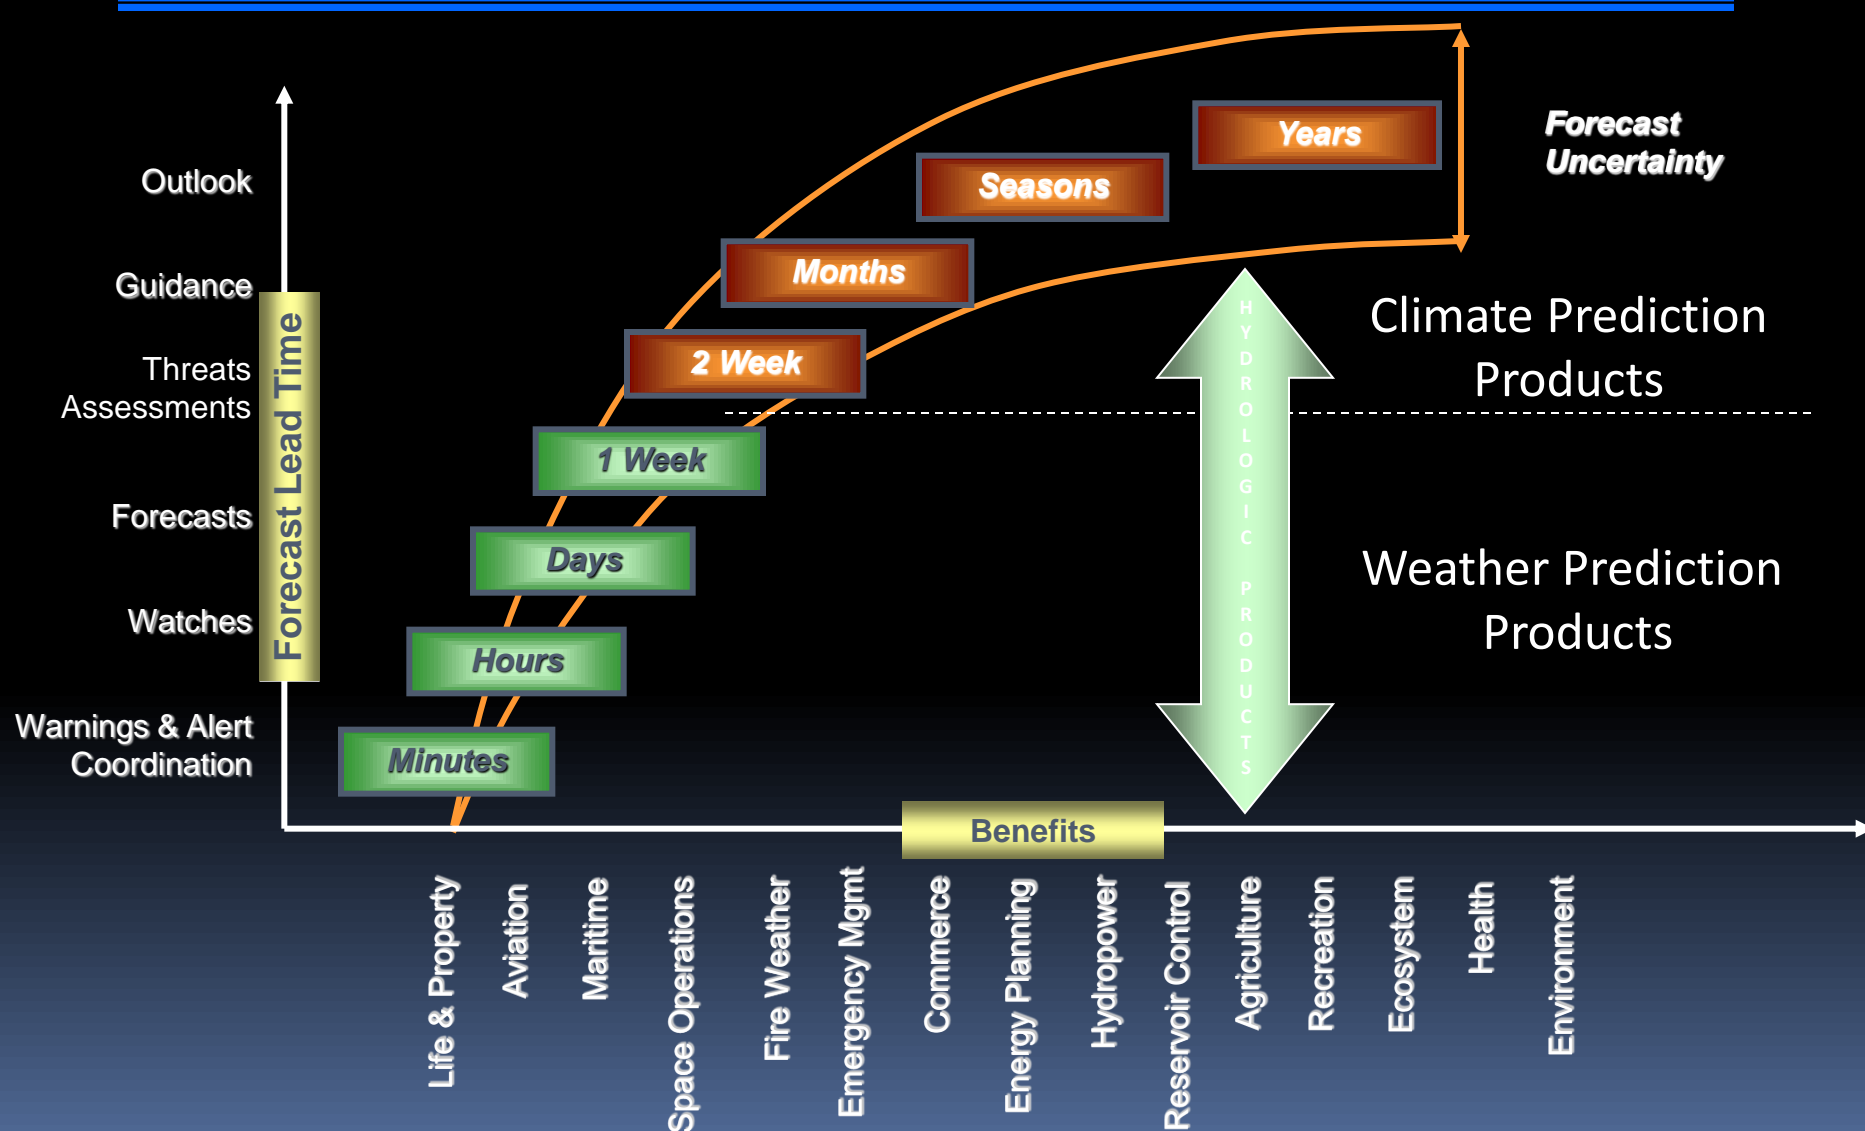 Years
Forecast
Uncertainty
Outlook
Seasons
Guidance
Months
Climate Prediction
Products
Threats
Assessments
2 Week
Forecast Lead Time
HYDROLOGIC PRODUCTS
1 Week
Forecasts
Days
Weather Prediction
Products
Watches
Hours
Warnings & Alert
Coordination
Minutes
Benefits
Life & Property
Aviation
Maritime
Space Operations
Fire Weather
Emergency Mgmt
Commerce
Energy Planning
Hydropower
Reservoir Control
Agriculture
Recreation
Ecosystem
Health
Environment